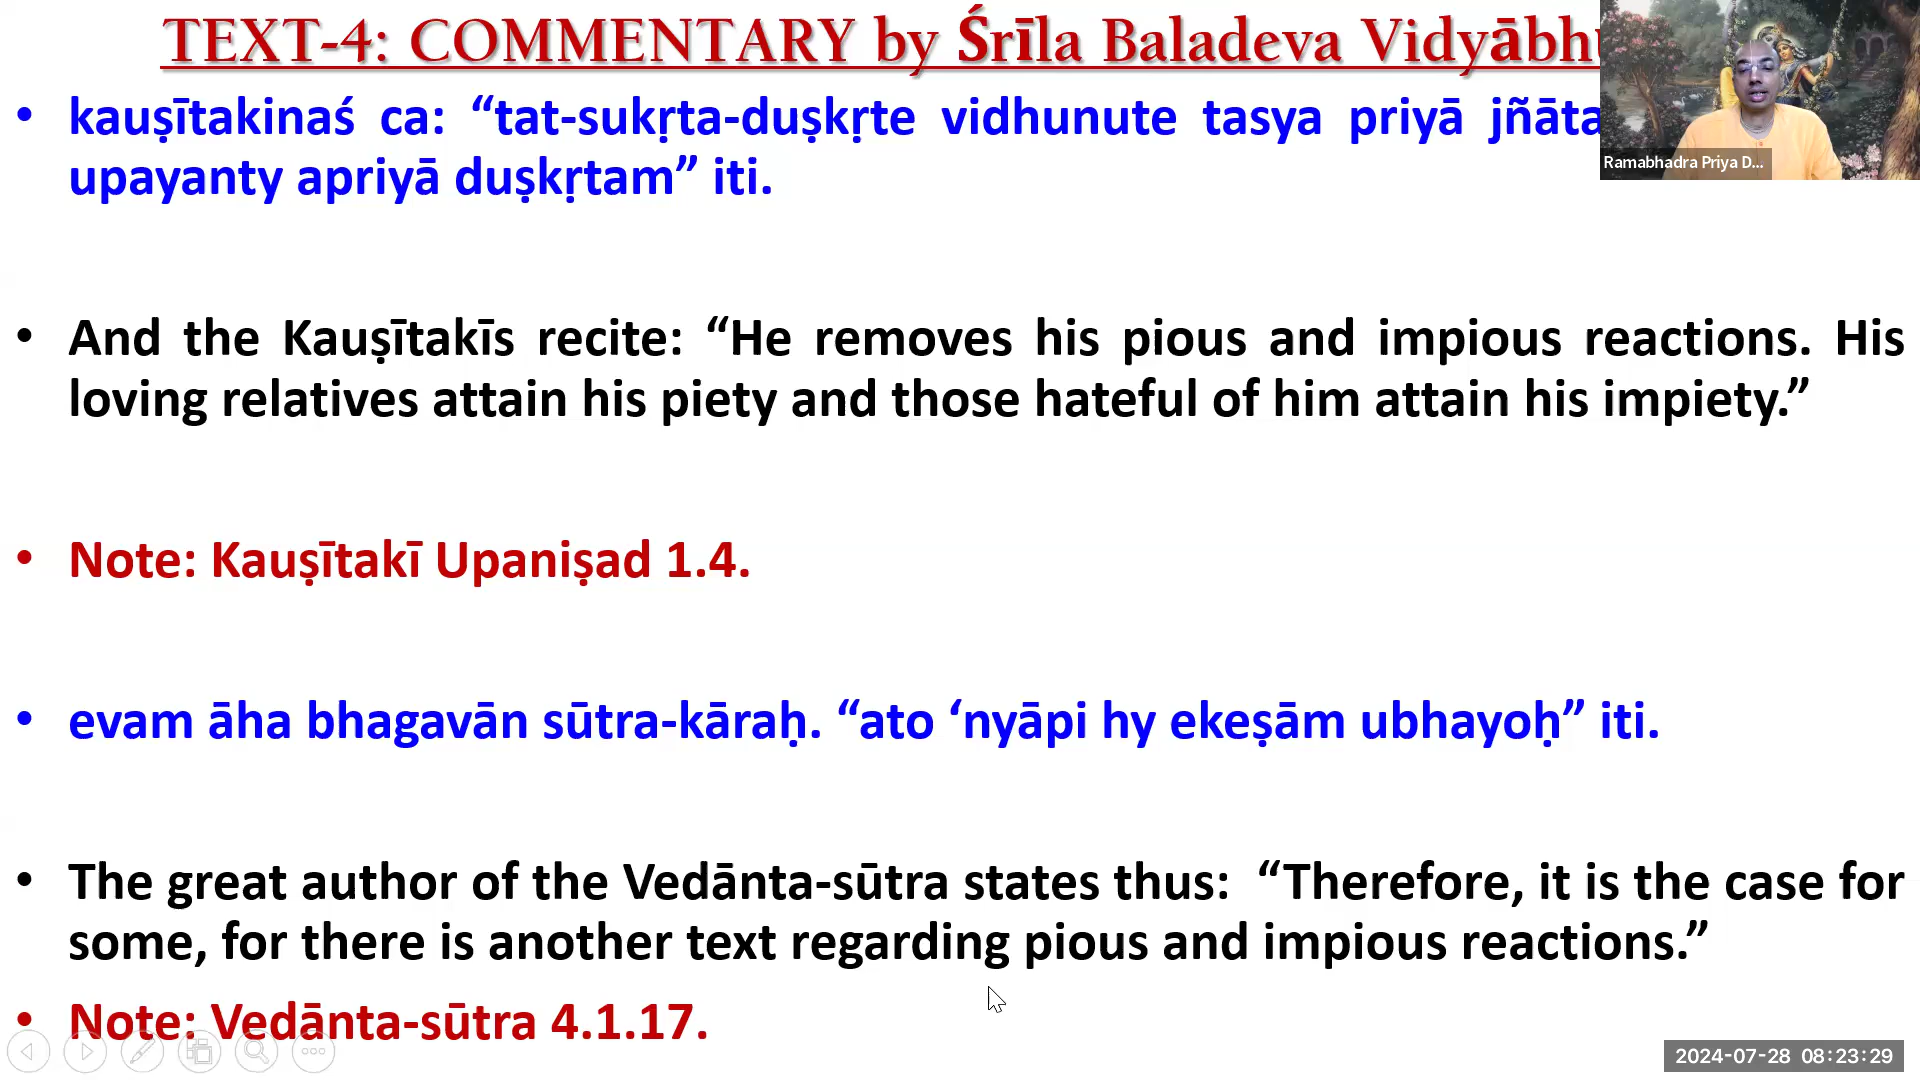 TEXT-4: COMMENTARY by Śrīla Baladeva
• kauṣītakinaś ca: “tat-sukṛta-duṣkṛte vidhunute tasya priyā
upayanty apriyā duṣkṛtam” iti.
• And the Kauṣītakīs recite: “He removes his pious and impious reactions. His
loving relatives attain his piety and those hateful of him attain his impiety.”
• Note: Kauṣītakī Upaniṣad 1.4.
• evam āha bhagavān sūtra-kāraḥ. “ato ‘nyāpi hy ekeṣām ubhayoḥ” iti.
• The great author of the Vedānta-sūtra states thus: “Therefore, it is the case for
some, for there is another text regarding pious and impious reactions.”
• Note: Vedānta-sūtra 4.1.17.
Ramabhadra Priya D...
2024-07-28 08:23:29